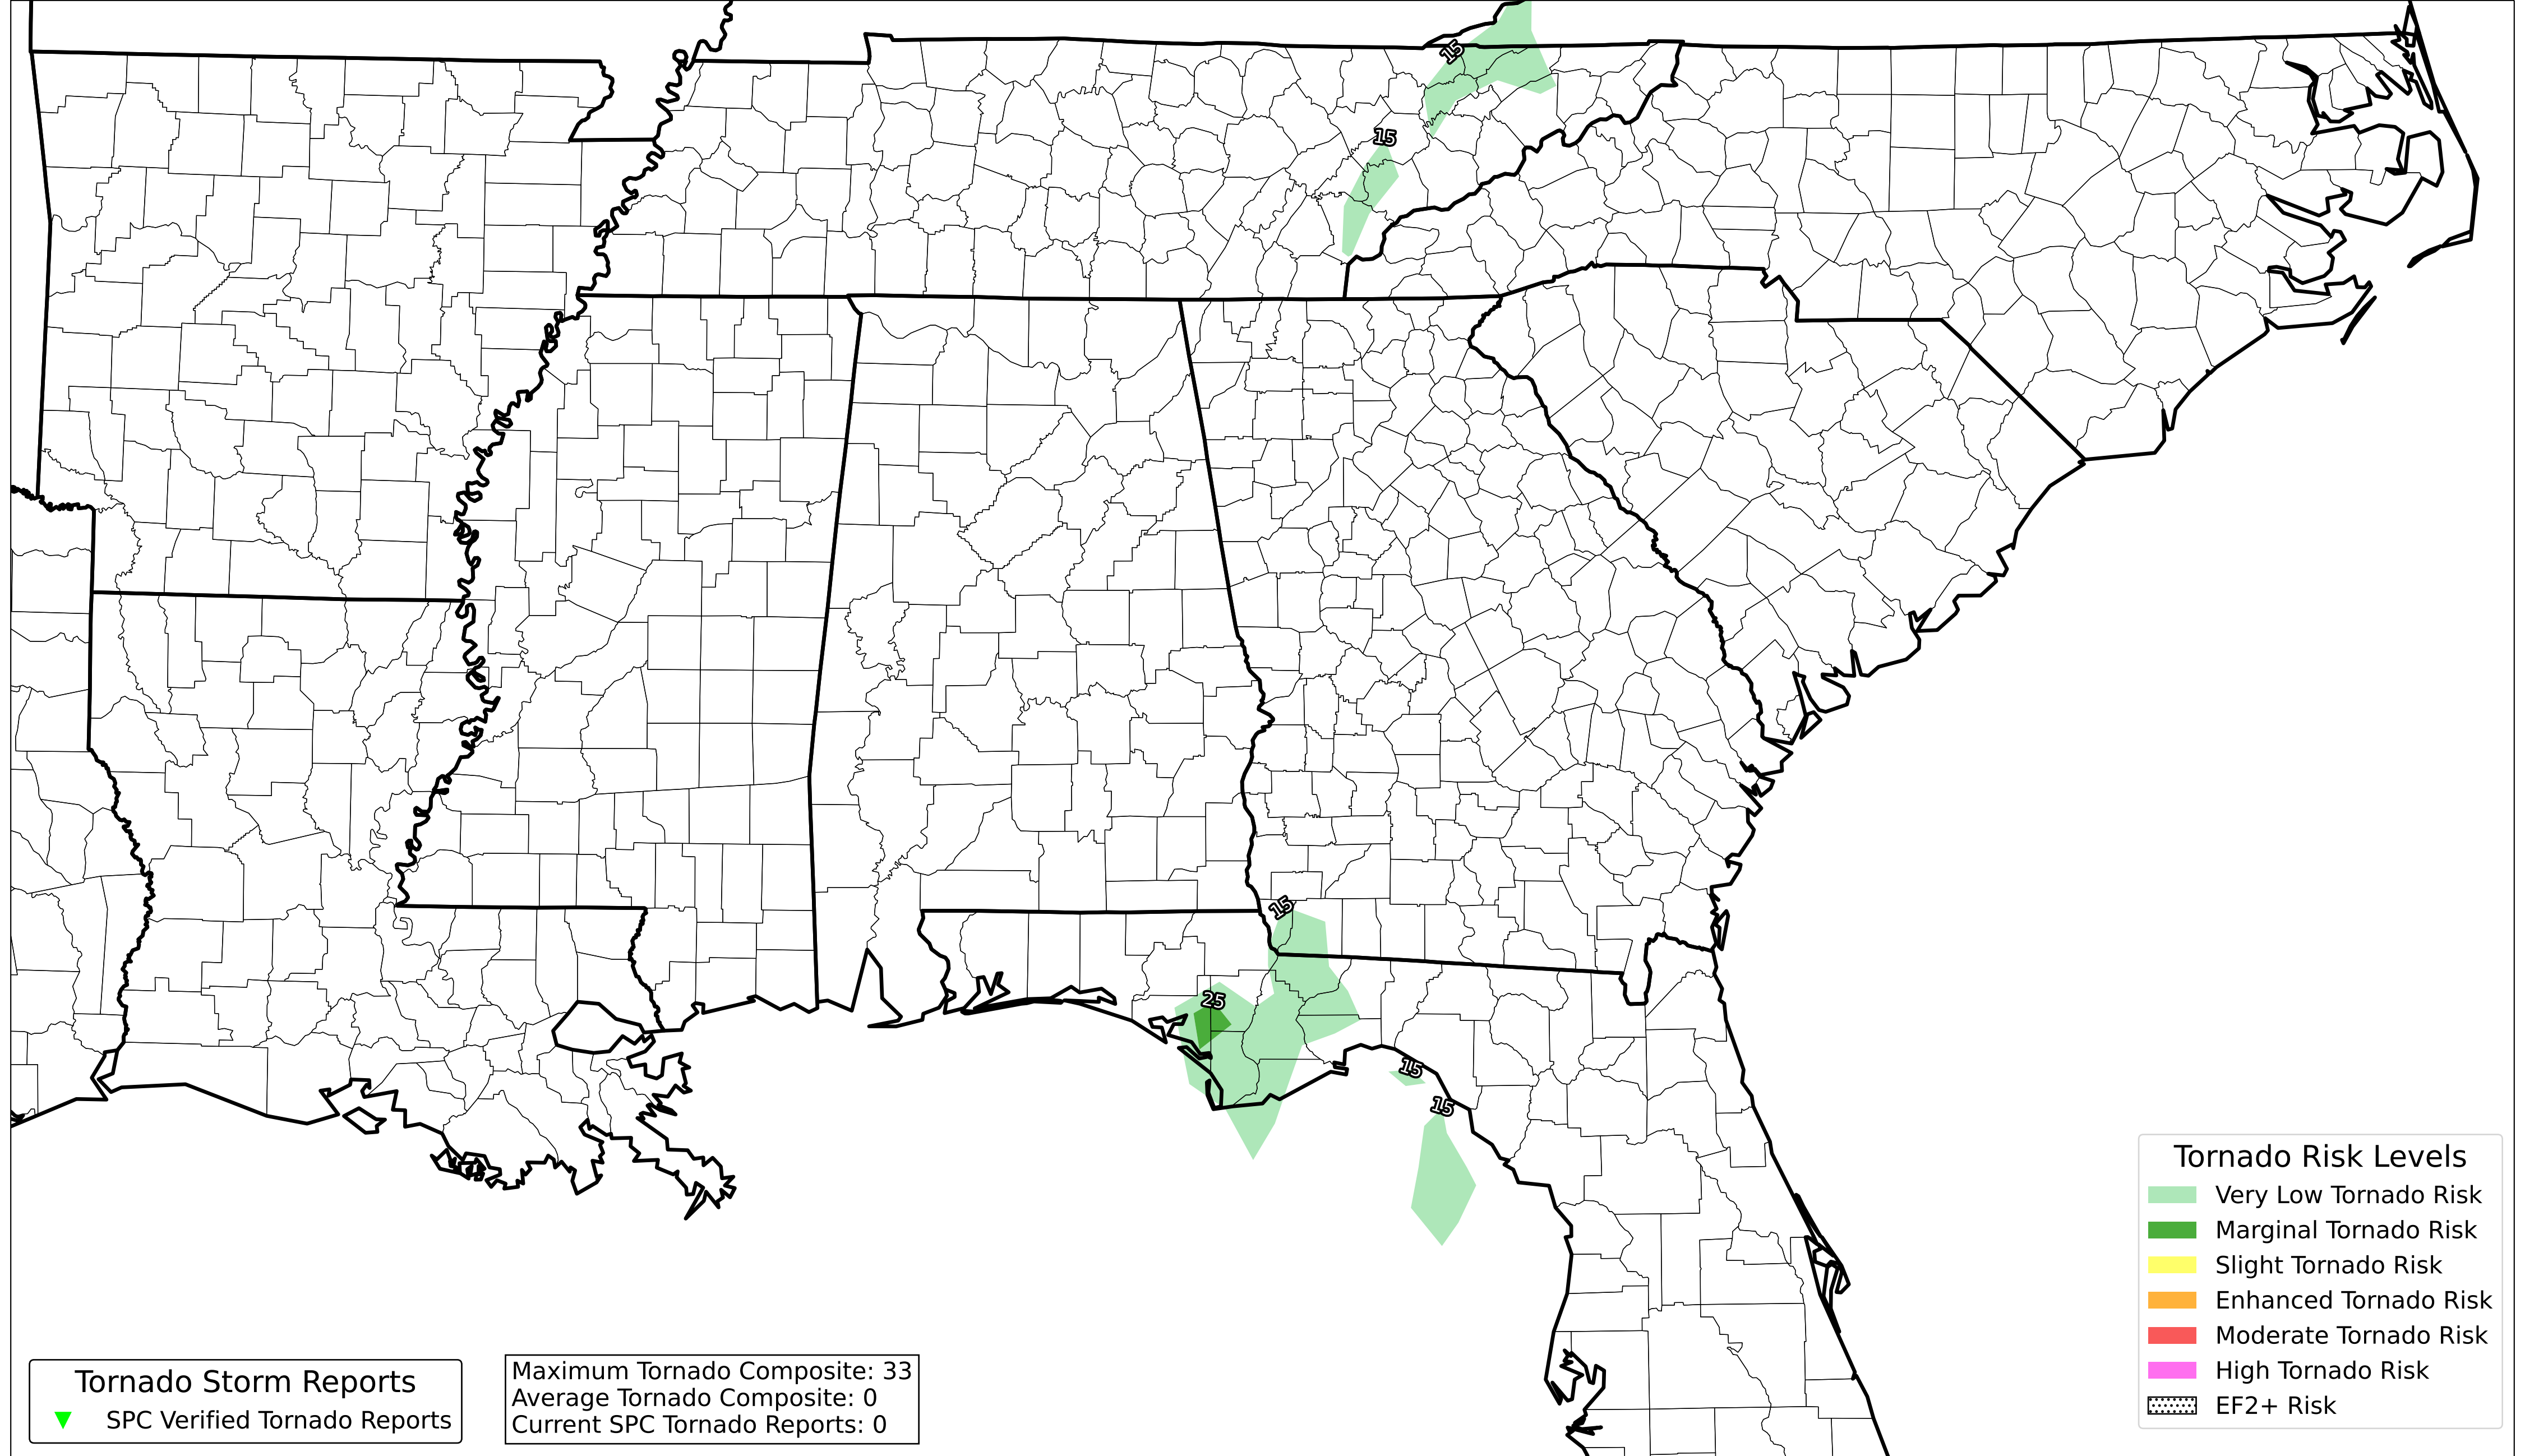 15
15
15
25
15
15
Tornado Risk Levels
Very Low Tornado Risk
Marginal Tornado Risk
Slight Tornado Risk
Enhanced Tornado Risk
Moderate Tornado Risk
High Tornado Risk
EF2+ Risk
Tornado Storm Reports
SPC Verified Tornado Reports
Maximum Tornado Composite: 33
Average Tornado Composite: 0
Current SPC Tornado Reports: 0